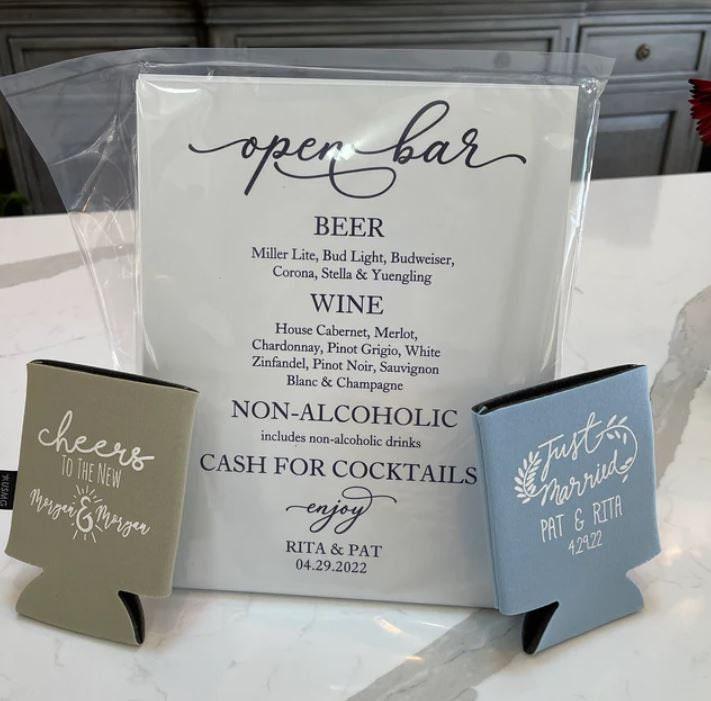 open bar
BEER
Miller Lite, Bud Light, Budweiser,
Corona, Stella & Yuengling
WINE
House Cabernet, Merlot,
Chardonnay, Pinot Grigio, White
Zinfandel, Pinot Noir, Sauvignon
Blanc & Champagne
NON-ALCOHOLIC
includes non-alcoholic drinks
CASH FOR COCKTAILS
enjoy
RITA & PAT
04.29.2022
cheers
TO THE NEW
Morgan & Morgan
USMG
Just
Married
PAT & RITA
4.29.22